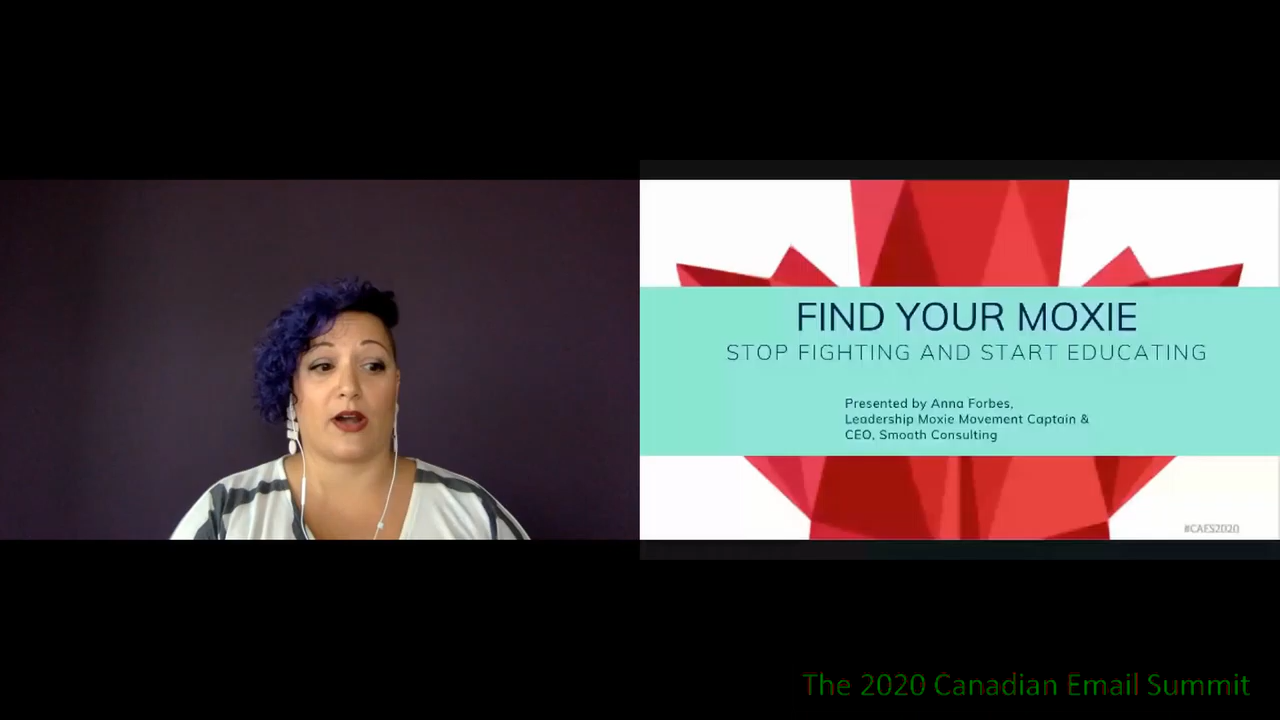 FIND YOUR MOXIE
STOP FIGHTING AND START EDUCATING
Presented by Anna Forbes,
Leadership Moxie Movement Captain &
CEO, Smooth Consulting
#CAES2020
The 2020 Canadian Email Summit